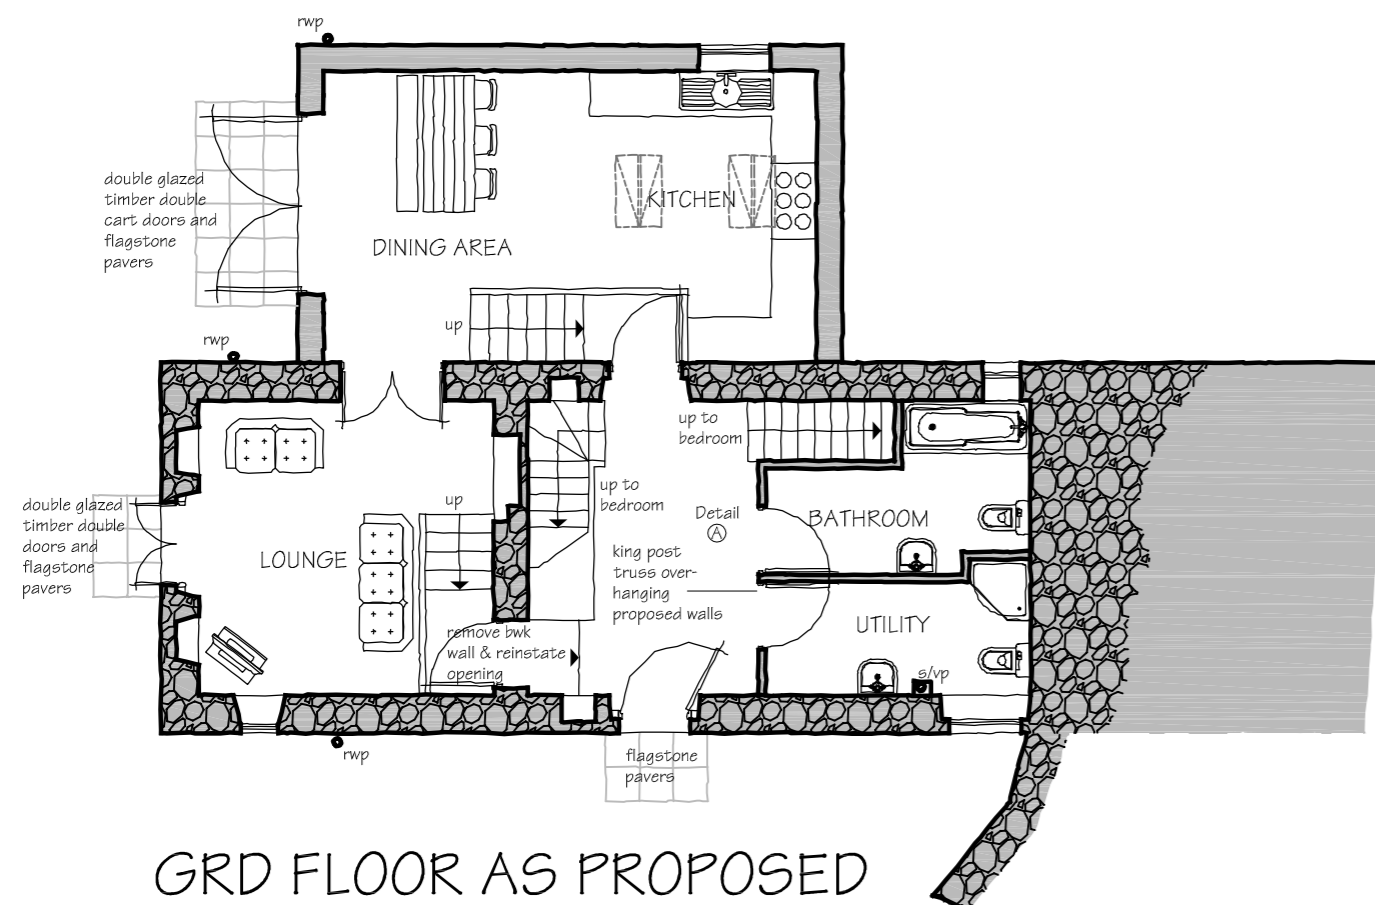 rwp
double glazed
timber double
cart doors and
flagstone
pavers
KITCHEN
DINING AREA
up
rwp
up to
bedroom
double glazed
timber double
doors and
flagstone
pavers
LOUNGE
up
up to
bedroom
Detail
A
BATHROOM
king post
truss over-
hanging
proposed walls
UTILITY
remove bwk
wall & reinstate
opening
s/vp
rwp
flagstone
pavers
GRD FLOOR AS PROPOSED